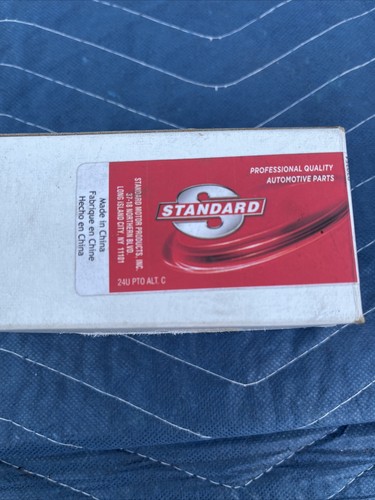 Made in China
Fabriqué en Chine
Hecho en China
STANDARD MOTOR PRODUCTS, INC.
37-18 NORTHERN BLVD.
LONG ISLAND CITY, NY 11101
S
STANDARD
PROFESSIONAL QUALITY
AUTOMOTIVE PARTS
24U PTO ALT. C